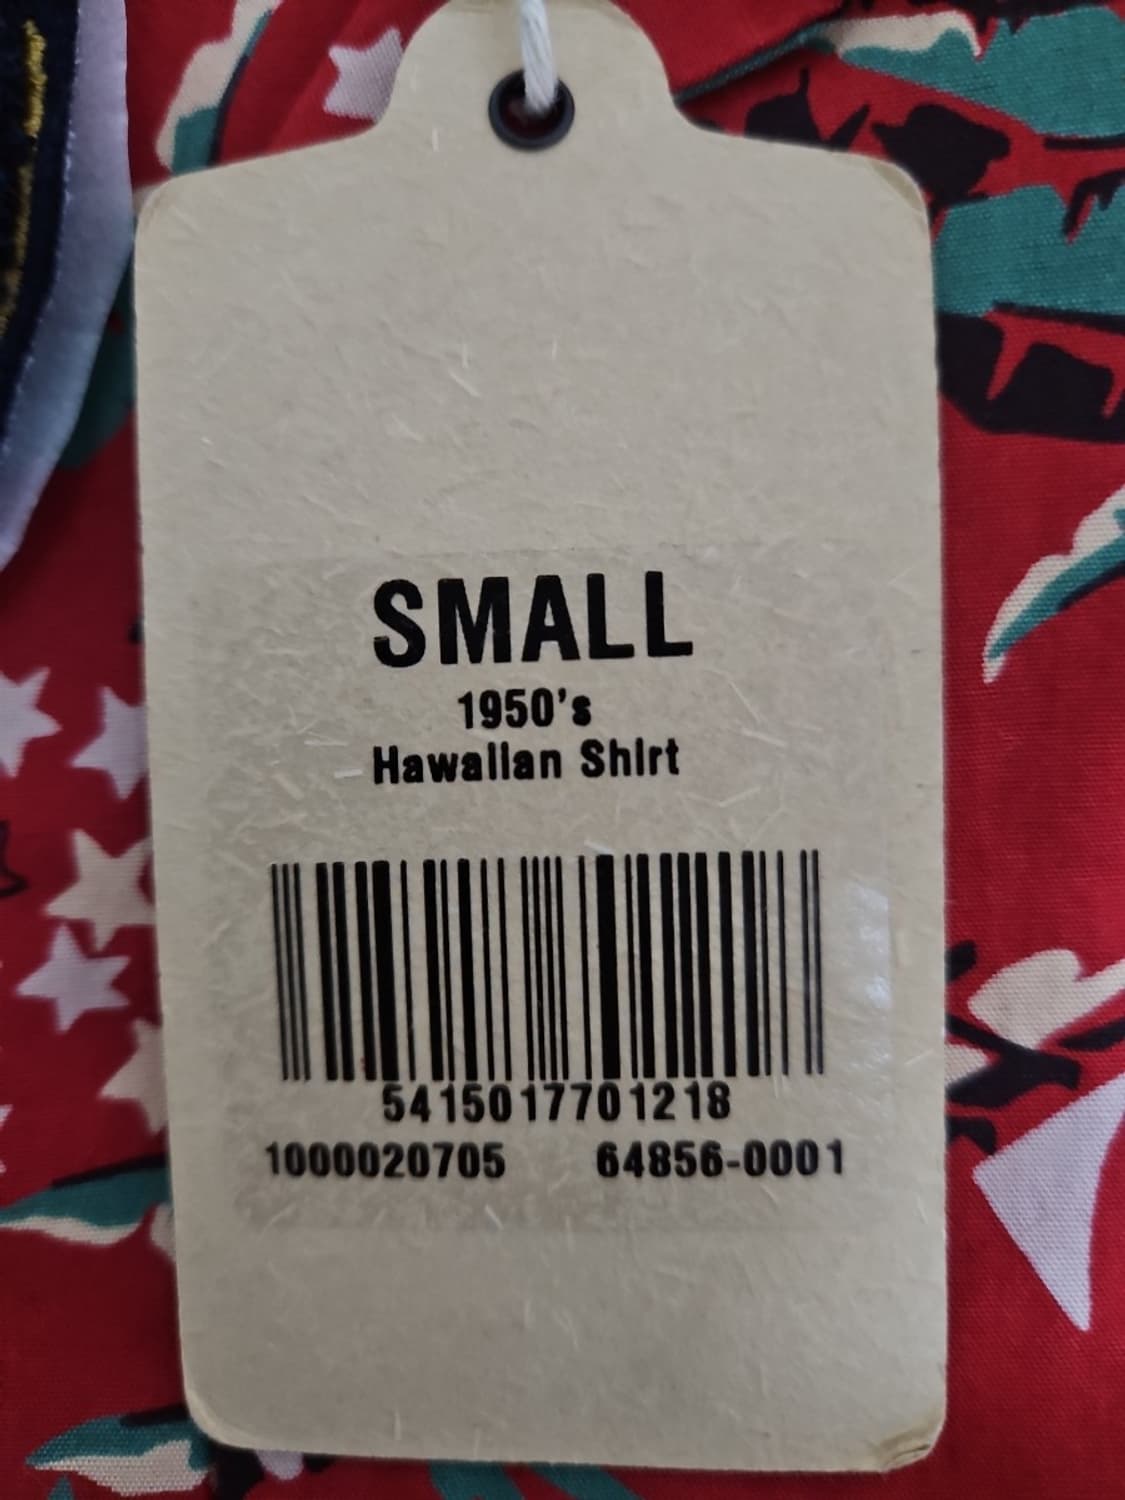 SMALL
1950's
Hawaiian Shirt
5415017701218
1000020705 64856-0001